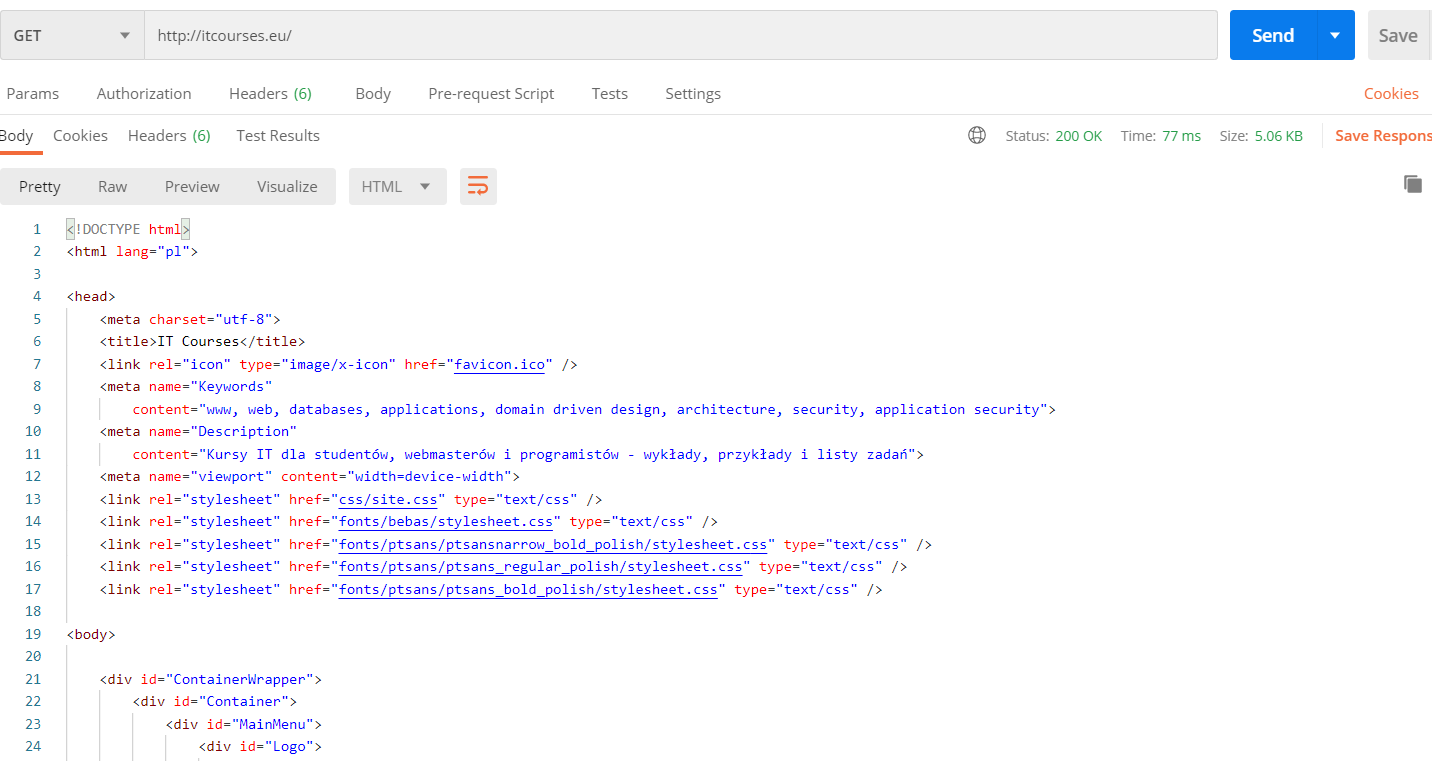 GET http://itcourses.eu/ Send Save
Params Authorization Headers (6) Body Pre-request Script Tests Settings Cookies
Body Cookies Headers (6) Test Results Status: 200 OK Time: 77 ms Size: 5.06 KB Save Respons
Pretty Raw Preview Visualize HTML
1 <!DOCTYPE html>
2 <html lang="pl">
3
4 <head>
5 <meta charset="utf-8">
6 <title>IT Courses</title>
7 <link rel="icon" type="image/x-icon" href="favicon.ico" />
8 <meta name="Keywords"
9 content="www, web, databases, applications, domain driven design, architecture, security, application security">
10 <meta name="Description"
11 content="Kursy IT dla studentów, webmasterów i programistów - wykłady, przykłady i listy zadań">
12 <meta name="viewport" content="width=device-width">
13 <link rel="stylesheet" href="css/site.css" type="text/css" />
14 <link rel="stylesheet" href="fonts/bebas/stylesheet.css" type="text/css" />
15 <link rel="stylesheet" href="fonts/ptsans/ptsansnarrow_bold_polish/stylesheet.css" type="text/css" />
16 <link rel="stylesheet" href="fonts/ptsans/ptsans_regular_polish/stylesheet.css" type="text/css" />
17 <link rel="stylesheet" href="fonts/ptsans/ptsans_bold_polish/stylesheet.css" type="text/css" />
18
19 <body>
20
21 <div id="ContainerWrapper">
22 <div id="Container">
23 <div id="MainMenu">
24 <div id="Logo">